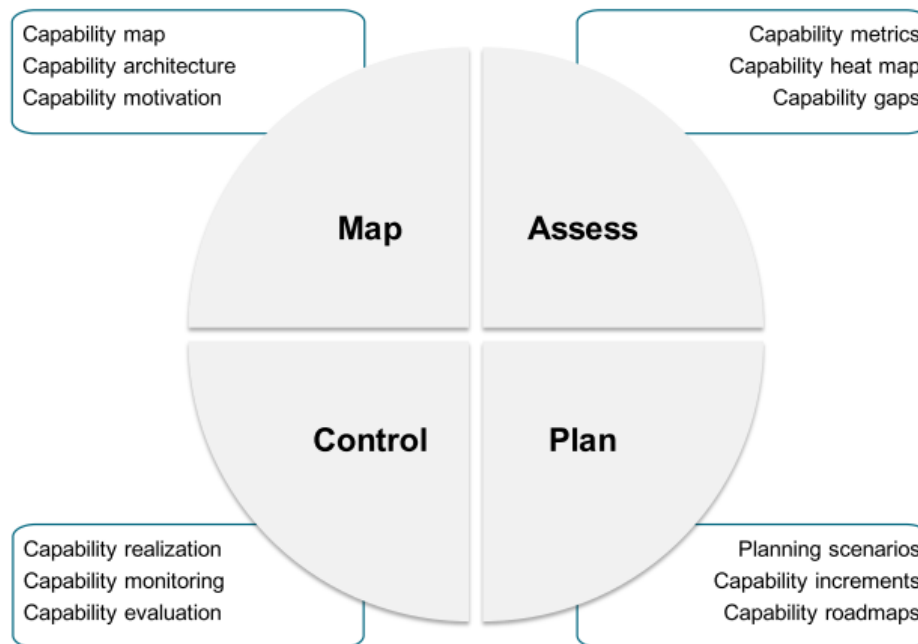 Capability map
Capability architecture
Capability motivation
Capability metrics
Capability heat map
Capability gaps
Map
Assess
Control
Plan
Capability realization
Capability monitoring
Capability evaluation
Planning scenarios
Capability increments
Capability roadmaps